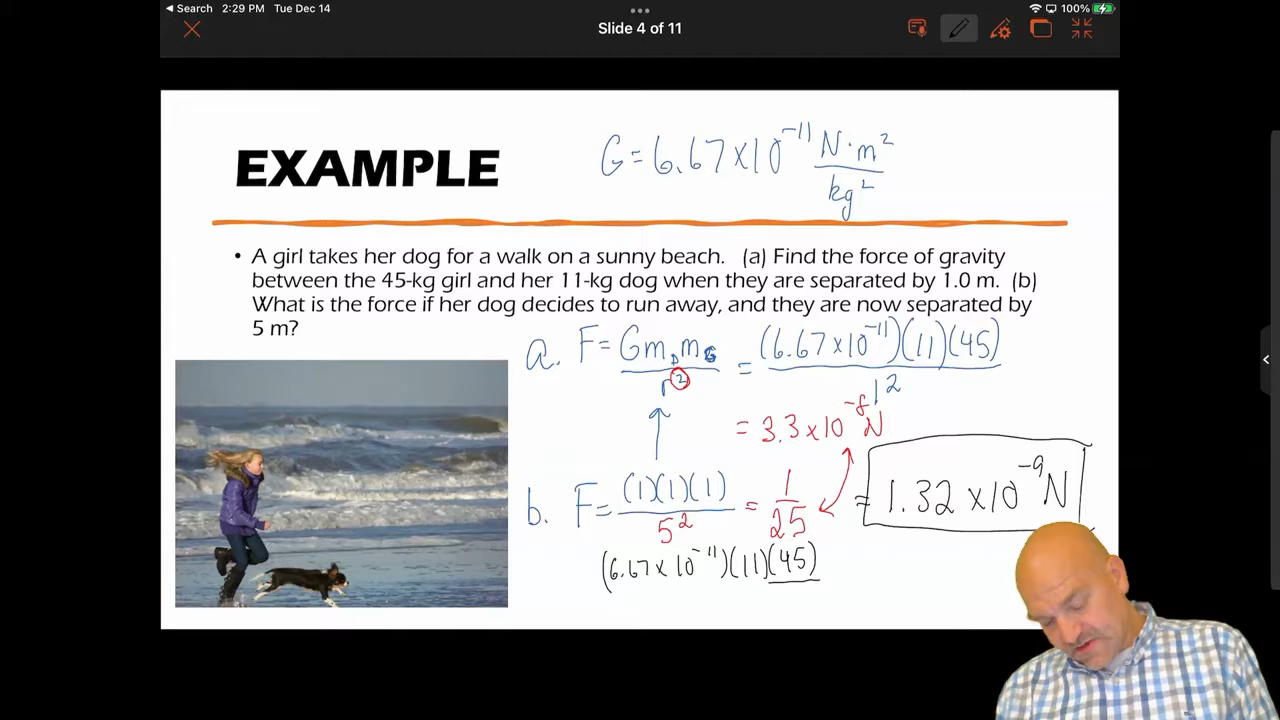 Search 2:29 PM Tue Dec 14 100%
Slide 4 of 11
EXAMPLE
G = 6.67 x 10^-11 N·m^2 / kg^2
• A girl takes her dog for a walk on a sunny beach. (a) Find the force of gravity
between the 45-kg girl and her 11-kg dog when they are separated by 1.0 m. (b)
What is the force if her dog decides to run away, and they are now separated by
5 m?
a. F = G m_D m_G / r^2 = (6.67 x 10^-11)(11)(45) / 1^2
= 3.3 x 10^-8 N
b. F = (1)(1)(1) / 5^2 = 1 / 25 = 1.32 x 10^-9 N
(6.67 x 10^-11)(11)(45)